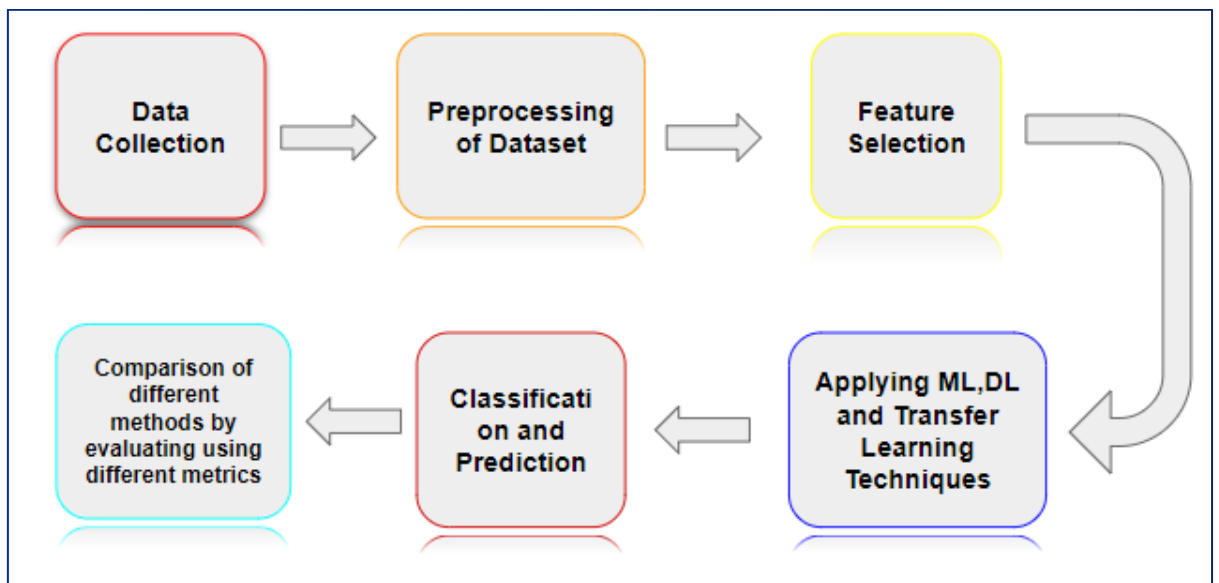 Data
Collection
Preprocessing
of Dataset
Feature
Selection
Applying ML,DL
and Transfer
Learning
Techniques
Classificati
on and
Prediction
Comparison of
different
methods by
evaluating using
different metrics